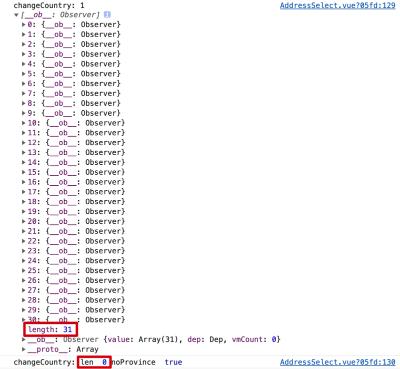 changeCountry: 1 AddressSelect.vue?05fd:129
▼[__ob__: Observer] i
▶0: {__ob__: Observer}
▶1: {__ob__: Observer}
▶2: {__ob__: Observer}
▶3: {__ob__: Observer}
▶4: {__ob__: Observer}
▶5: {__ob__: Observer}
▶6: {__ob__: Observer}
▶7: {__ob__: Observer}
▶8: {__ob__: Observer}
▶9: {__ob__: Observer}
▶10: {__ob__: Observer}
▶11: {__ob__: Observer}
▶12: {__ob__: Observer}
▶13: {__ob__: Observer}
▶14: {__ob__: Observer}
▶15: {__ob__: Observer}
▶16: {__ob__: Observer}
▶17: {__ob__: Observer}
▶18: {__ob__: Observer}
▶19: {__ob__: Observer}
▶20: {__ob__: Observer}
▶21: {__ob__: Observer}
▶22: {__ob__: Observer}
▶23: {__ob__: Observer}
▶24: {__ob__: Observer}
▶25: {__ob__: Observer}
▶26: {__ob__: Observer}
▶27: {__ob__: Observer}
▶28: {__ob__: Observer}
▶29: {__ob__: Observer}
▶30: {__ob__: Observer}
length: 31
▶__ob__: Observer {value: Array(31), dep: Dep, vmCount: 0}
▶__proto__: Array
changeCountry: len 0 noProvince true AddressSelect.vue?05fd:130